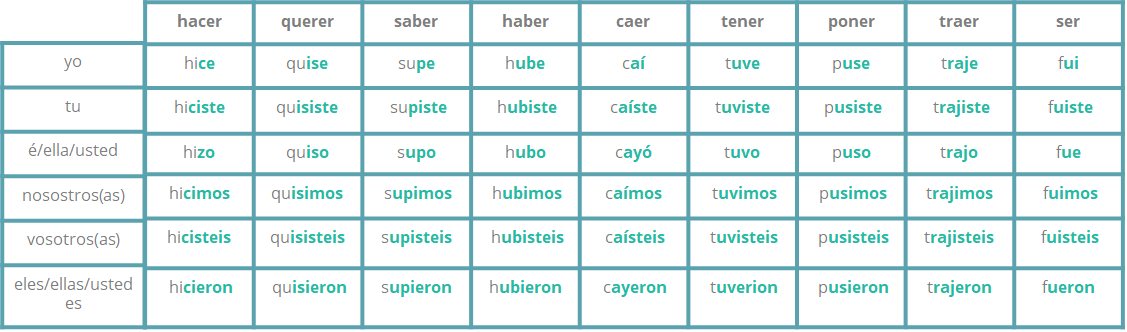 hacer querer saber haber caer tener poner traer ser
yo hice quise supe hube caí tuve puse traje fui
tu hiciste quisiste supiste hubiste caíste tuviste pusiste trajiste fuiste
é/ella/usted hizo quiso supo hubo cayó tuvo puso trajo fue
nosostros(as) hicimos quisimos supimos hubimos caímos tuvimos pusimos trajimos fuimos
vosotros(as) hicisteis quisisteis supisteis hubisteis caísteis tuvisteis pusisteis trajisteis fuisteis
eles/ellas/usted hicieron quisieron supieron hubieron cayeron tuverion pusieron trajeron fueron
es